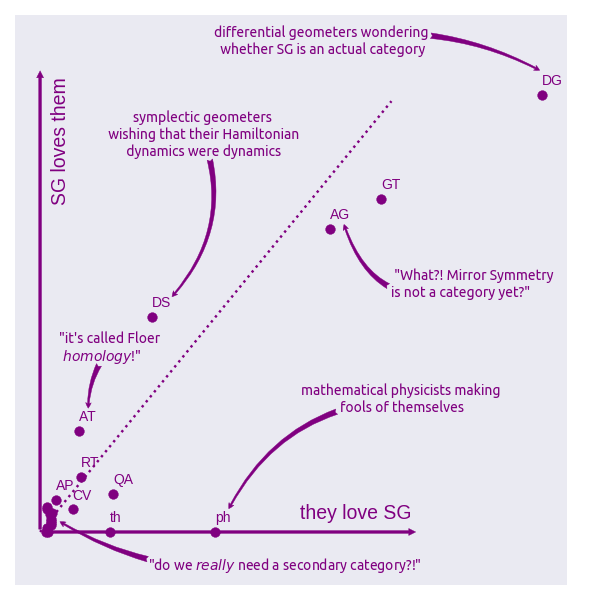 differential geometers wondering
whether SG is an actual category
DG
SG loves them
symplectic geometers
wishing that their Hamiltonian
dynamics were dynamics
GT
AG
"What?! Mirror Symmetry
is not a category yet?"
DS
"it's called Floer
homology!"
mathematical physicists making
fools of themselves
AT
RT
QA
AP
CV
th
ph
they love SG
"do we really need a secondary category?!"